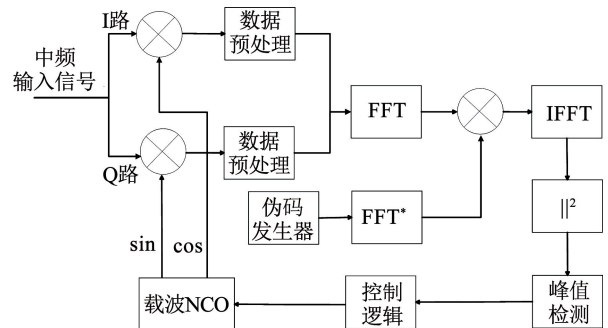 I路
数据
预处理
中频
输入信号
FFT
IFFT
数据
预处理
Q路
伪码
发生器
FFT*
||²
sin
cos
载波NCO
控制
逻辑
峰值
检测